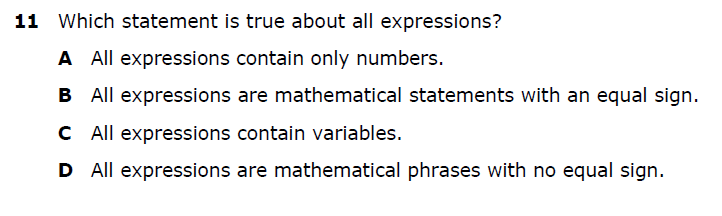 11 Which statement is true about all expressions?
A All expressions contain only numbers.
B All expressions are mathematical statements with an equal sign.
C All expressions contain variables.
D All expressions are mathematical phrases with no equal sign.